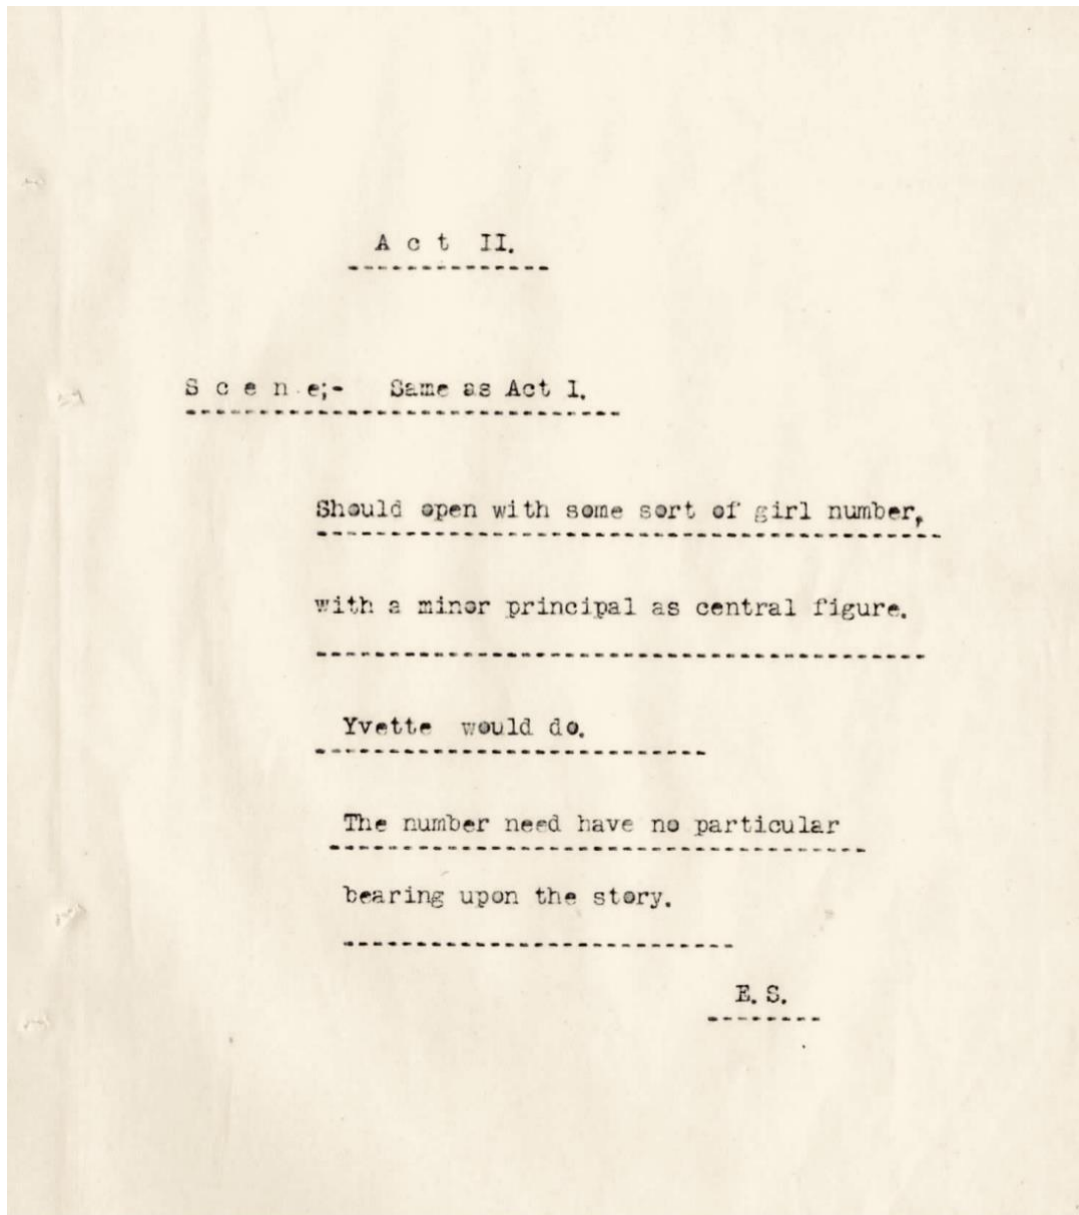 A c t  II.
S c e n e;-  Same as Act 1.
Should open with some sort of girl number,
with a minor principal as central figure.
Yvette  would do.
The number need have no particular
bearing upon the story.
E. S.